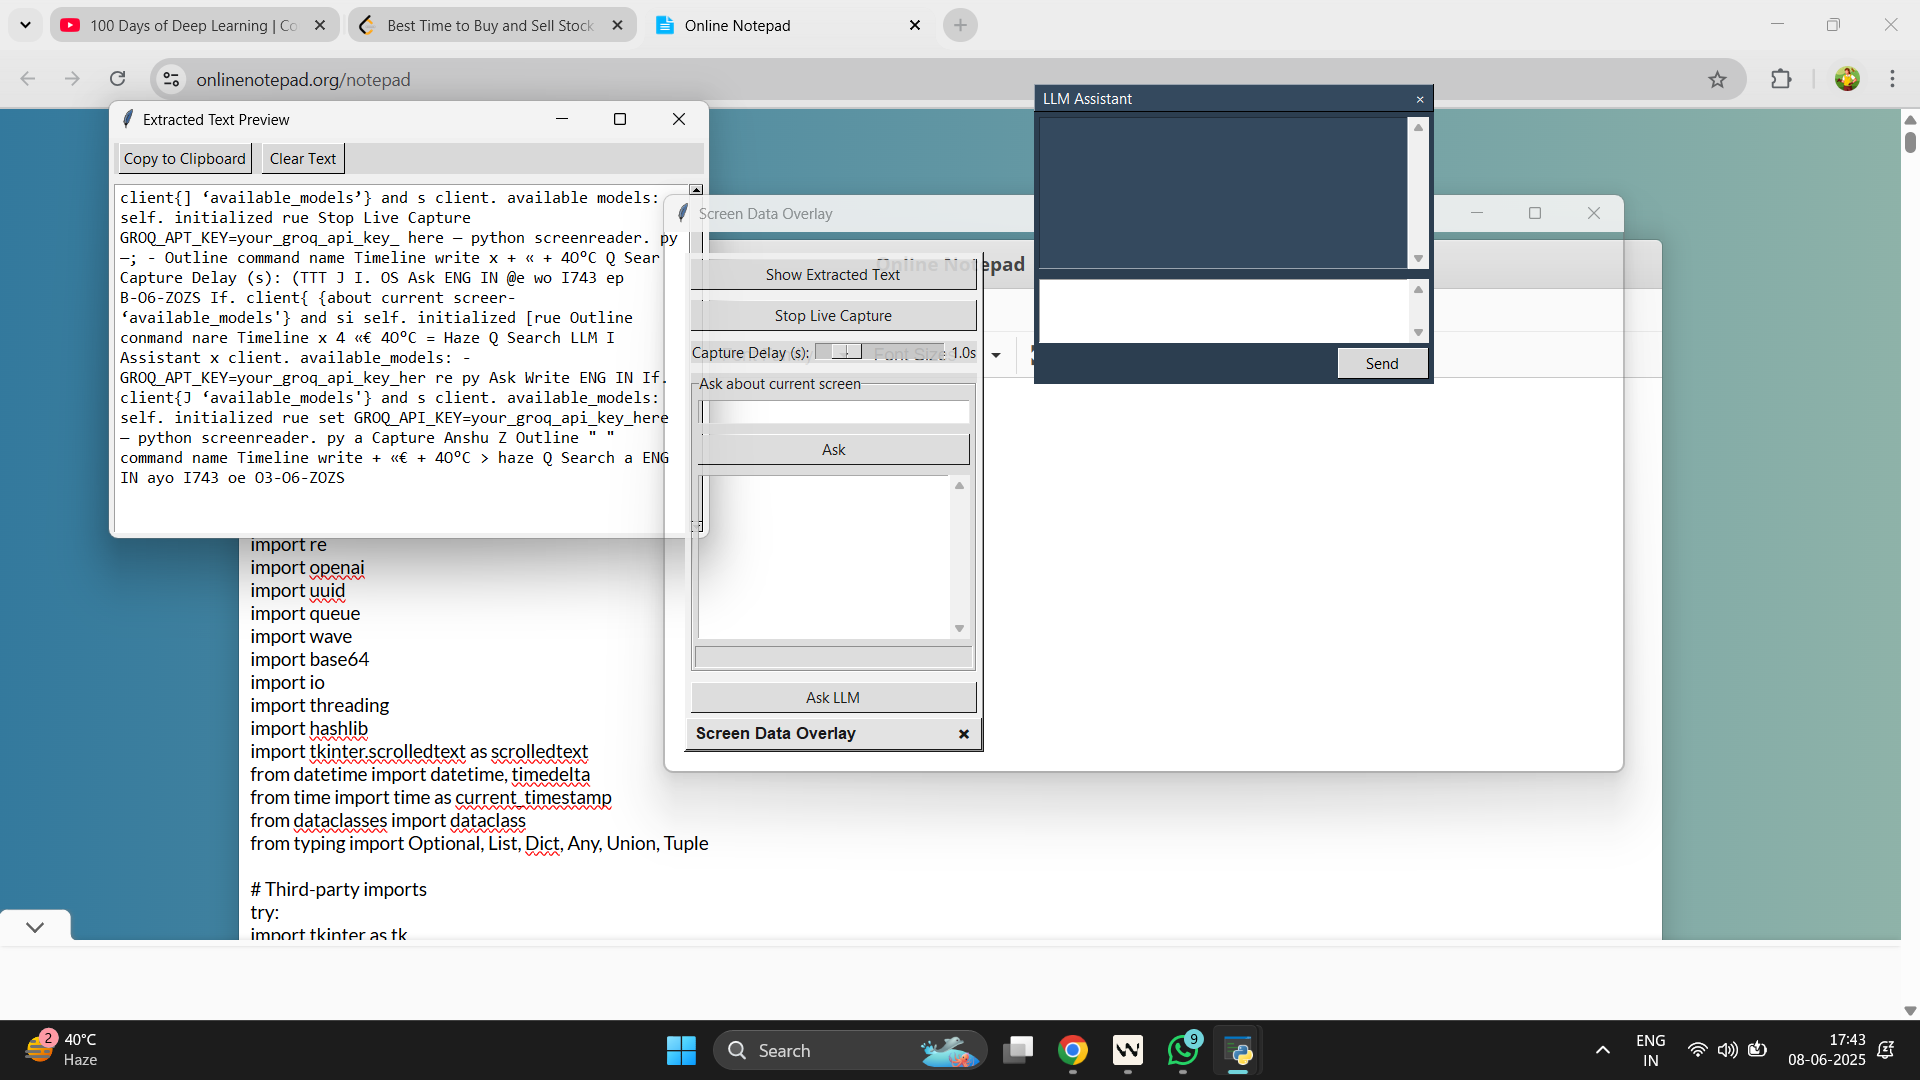 100 Days of Deep Learning | Co
Best Time to Buy and Sell Stock
Online Notepad
onlinenotepad.org/notepad
Extracted Text Preview
Copy to Clipboard
Clear Text
client{] ‘available_models’} and s client. available models:
self. initialized rue Stop Live Capture
GROQ_APT_KEY=your_groq_api_key_ here — python screenreader. py
—; - Outline command name Timeline write x + « + 4O°C Q Sear
Capture Delay (s): (TTT J I. OS Ask ENG IN @e wo I743 ep
B-O6-ZOZS If. client{ {about current screer-
‘available_models'} and si self. initialized [rue Outline
conmand nare Timeline x 4 «€ 4O°C = Haze Q Search LLM I
Assistant x client. available_models: -
GROQ_APT_KEY=your_groq_api_key_her re py Ask Write ENG IN If.
client{J ‘available_models'} and s client. available_models:
self. initialized rue set GROQ_API_KEY=your_groq_api_key_here
— python screenreader. py a Capture Anshu Z Outline " "
command name Timeline write + «€ + 4O°C > haze Q Search a ENG
IN ayo I743 oe O3-O6-ZOZS
Screen Data Overlay
Online Notepad
Show Extracted Text
Stop Live Capture
Capture Delay (s):
Font Size
1.0s
Ask about current screen
Ask
Ask LLM
Screen Data Overlay
LLM Assistant
Send
import re
import openai
import uuid
import queue
import wave
import base64
import io
import threading
import hashlib
import tkinter.scrolledtext as scrolledtext
from datetime import datetime, timedelta
from time import time as current_timestamp
from dataclasses import dataclass
from typing import Optional, List, Dict, Any, Union, Tuple
# Third-party imports
try:
import tkinter as tk
2
40°C
Haze
Search
9
ENG
IN
17:43
08-06-2025